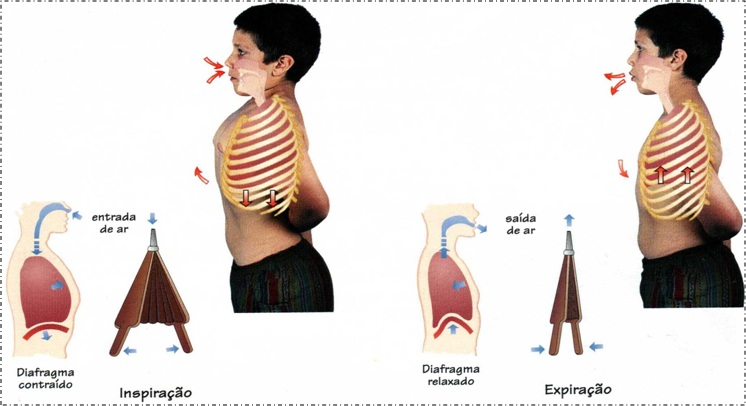 entrada
de ar
Diafragma
contraído
Inspiração
saída
de ar
Diafragma
relaxado
Expiração